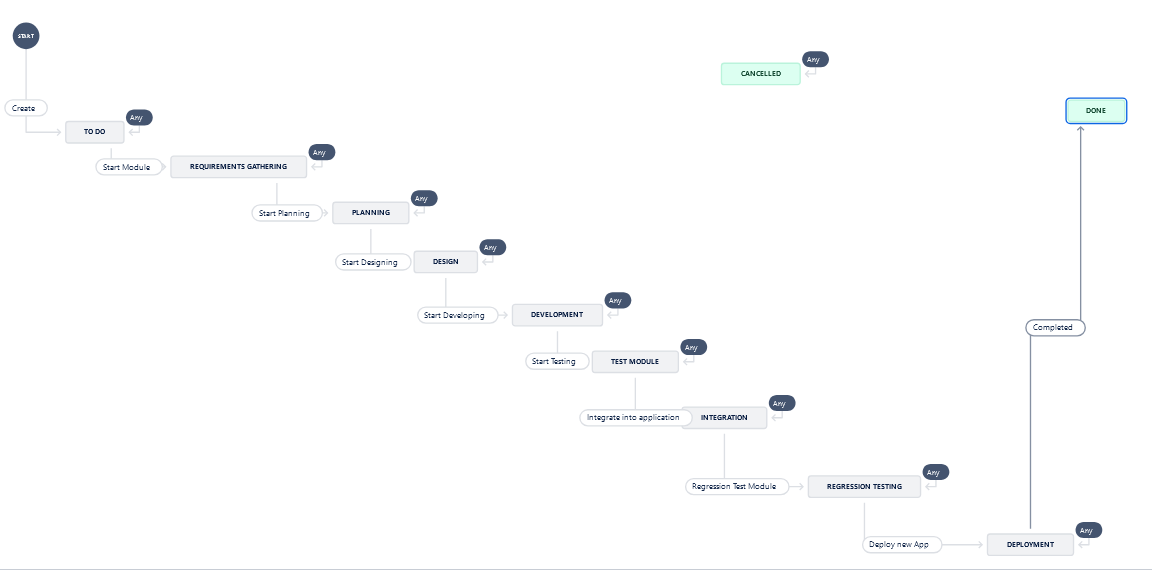 START
Any
CANCELLED
DONE
Create
Any
TO DO
Any
Start Module
REQUIREMENTS GATHERING
Any
Start Planning
PLANNING
Any
Start Designing
DESIGN
Any
Start Developing
DEVELOPMENT
Completed
Any
Start Testing
TEST MODULE
Any
Integrate into application
INTEGRATION
Any
Regression Test Module
REGRESSION TESTING
Any
Deploy new App
DEPLOYMENT